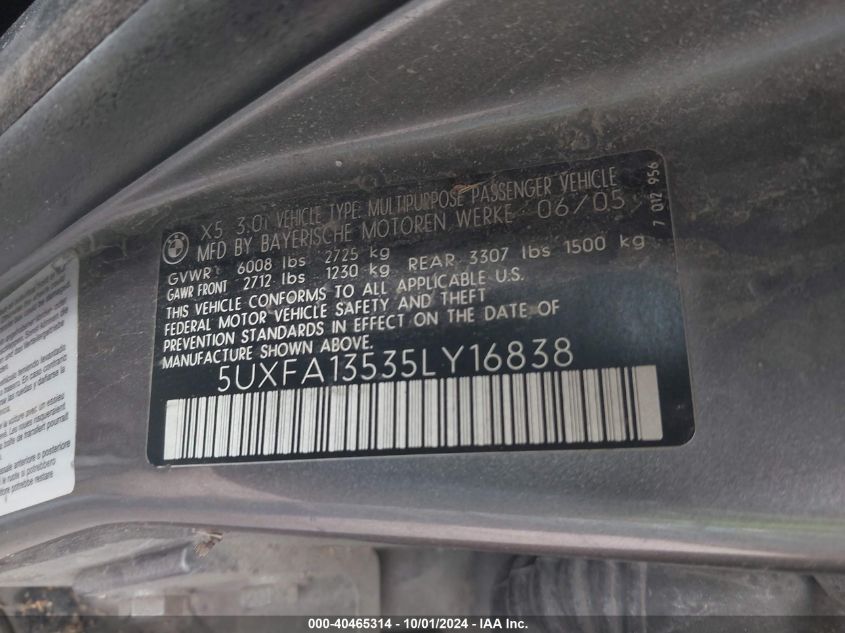 X5 3.0i VEHICLE TYPE: MULTIPURPOSE PASSENGER VEHICLE
MFD BY BAYERISCHE MOTOREN WERKE 06/05
7 012 956
GVWR 6008 lbs 2725 kg
GAWR FRONT 2712 lbs 1230 kg REAR 3307 lbs 1500 kg
THIS VEHICLE CONFORMS TO ALL APPLICABLE U.S.
FEDERAL MOTOR VEHICLE SAFETY AND THEFT
PREVENTION STANDARDS IN EFFECT ON THE DATE OF
MANUFACTURE SHOWN ABOVE.
5UXFA13535LY16838
000-40465314 - 10/01/2024 - IAA Inc.